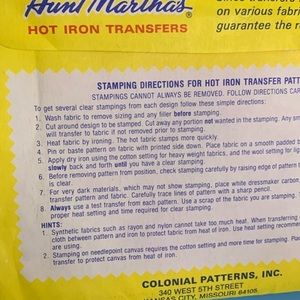 Aunt Martha's®
HOT IRON TRANSFERS
on various fabri
guarantee the r
STAMPING DIRECTIONS FOR HOT IRON TRANSFER PATT
STAMPINGS CANNOT ALWAYS BE REMOVED. FOLLOW DIRECTIONS CAR
To get several clear stampings from each design follow these simple directions:
1. Wash fabric to remove sizing and any filler before stamping.
2. Cut around design to be stamped. Cut away any portion not wanted in the stamping. Any sm
will transfer to fabric if not removed prior to stamping.
3. Heat fabric by ironing. The hot fabric stamps more quickly.
4. Pin or baste pattern on fabric with printed side down. Place fabric on a smooth padded b
5. Apply dry iron using the cotton setting for heavy weight fabrics, and the wool setting for lig
slowly back and forth until you have a clear stamping.
6. Before removing pattern from position, check stamping carefully by raising edge of pattern
is clear.
7. For very dark materials, which may not show stamping, place white dressmaker carbon
transfer pattern and fabric. Carefully trace lines of pattern with a sharp pencil.
8. Always use a test transfer from each pattern. Use a scrap of the fabric you are stamping.
proper heat setting and time required for clear stamping.
HINTS:
1. Synthetic fabrics such as rayon and nylon cannot take too much heat. When transferring
cloth between pattern and iron to protect fabric from heat of iron. Use heat setting recomme
are using.
2. Stamping on needlepoint canvas requires the cotton setting and more time for stamping. Pla
transfer to protect canvas from heat of iron.
COLONIAL PATTERNS, INC.
340 WEST 5TH STREET
KANSAS CITY, MISSOURI 64105